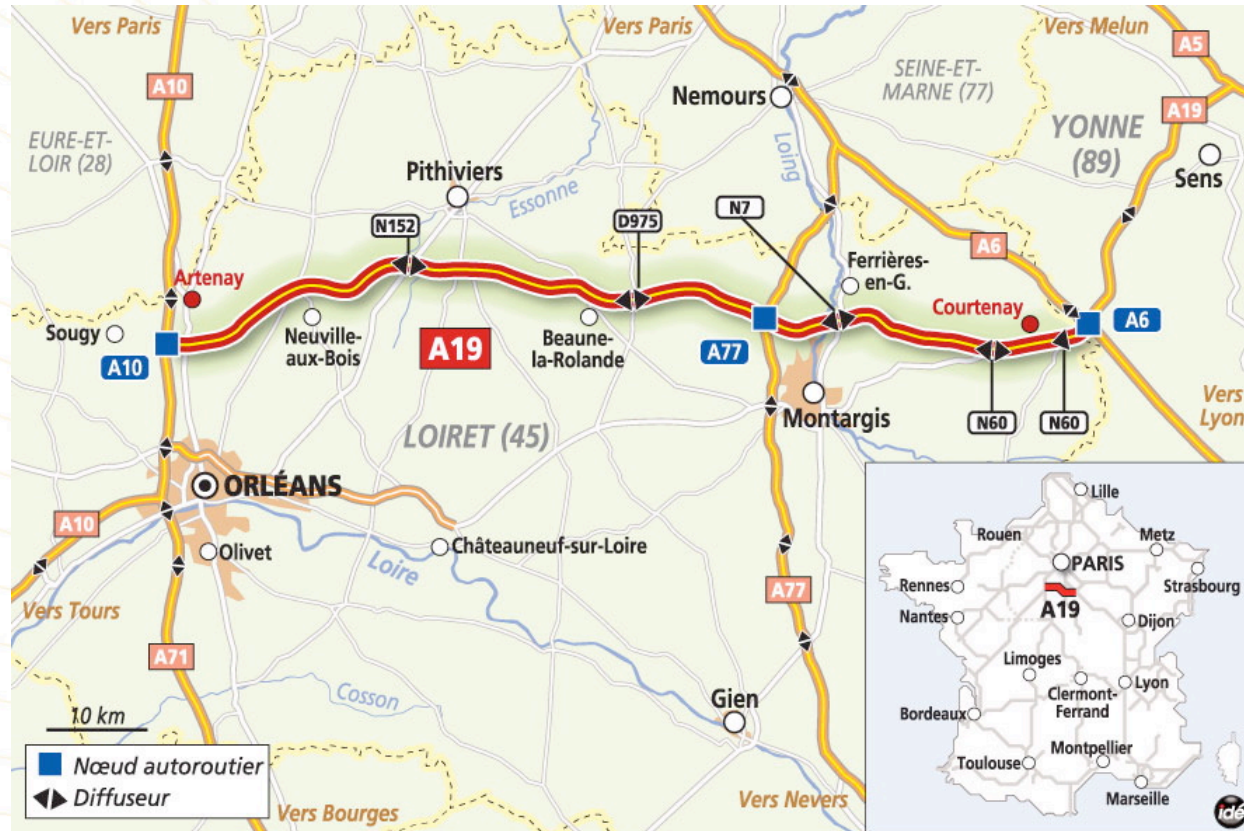 Vers Paris
Vers Paris
Vers Melun
A5
A10
A19
SEINE-ET-
MARNE (77)
Nemours
YONNE
(89)
EURE-ET-
LOIR (28)
Loing
Sens
Pithiviers
Essonne
N152
D975
N7
A6
Artenay
Ferrières-
en-G.
Courtenay
Sougy
Neuville-
aux-Bois
Beaune-
la-Rolande
A10
A19
A77
A6
Montargis
N60
N60
Vers
Lyon
LOIRET (45)
ORLÉANS
A10
Olivet
Loire
Châteauneuf-sur-Loire
A77
Vers Tours
A71
Cosson
Gien
10 km
Nœud autoroutier
Diffuseur
Vers Bourges
Vers Nevers
Lille
Rouen
Metz
PARIS
Strasbourg
Rennes
A19
Nantes
Dijon
Limoges
Lyon
Clermont-
Ferrand
Bordeaux
Montpellier
Toulouse
Marseille
idé